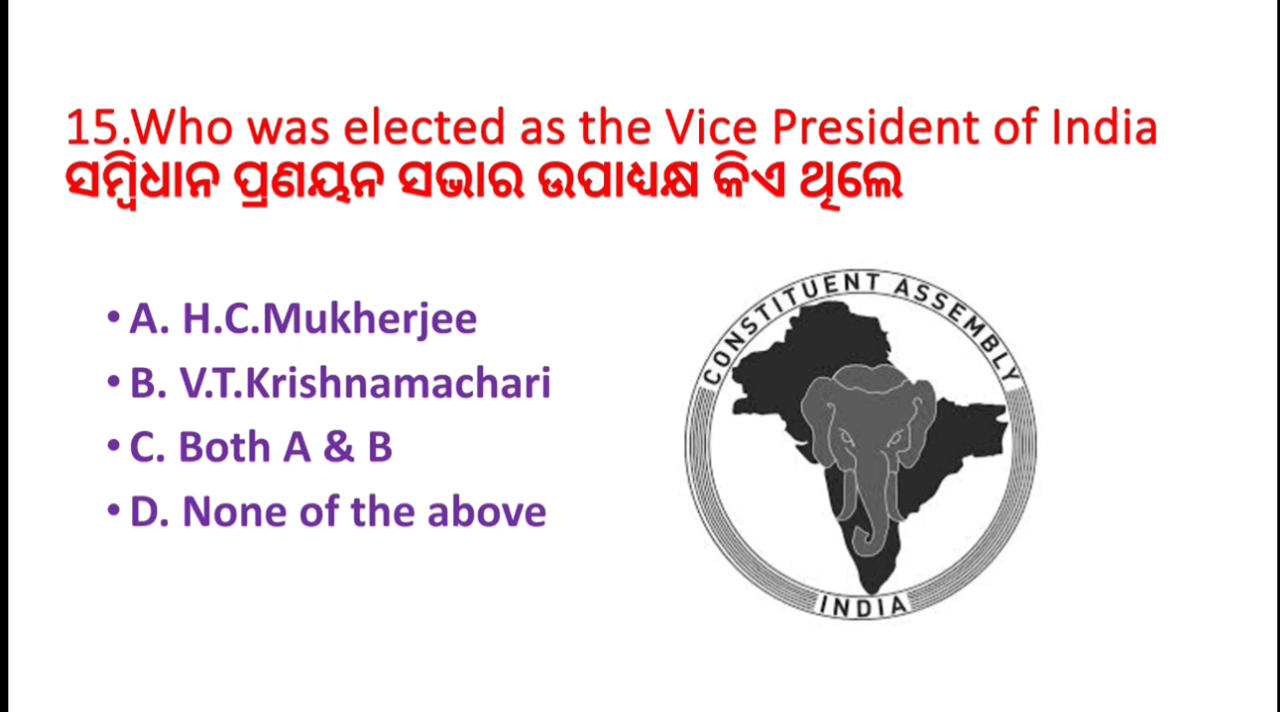 15.Who was elected as the Vice President of India
ସମ୍ବିଧାନ ପ୍ରଣୟନ ସଭାର ଉପାଧ୍ୟକ୍ଷ କିଏ ଥିଲେ
• A. H.C.Mukherjee
• B. V.T.Krishnamachari
• C. Both A & B
• D. None of the above
CONSTITUENT ASSEMBLY
INDIA